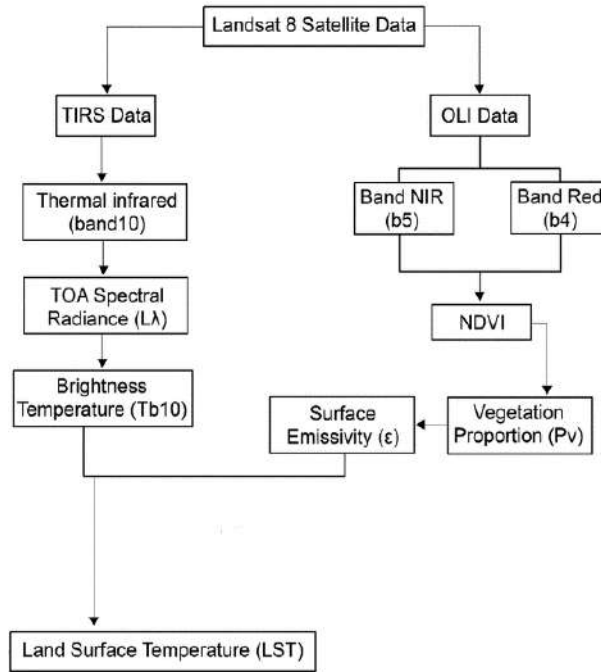 Landsat 8 Satellite Data
TIRS Data
OLI Data
Thermal infrared
(band10)
Band NIR
(b5)
Band Red
(b4)
TOA Spectral
Radiance (Lλ)
NDVI
Brightness
Temperature (Tb10)
Surface
Emissivity (ε)
Vegetation
Proportion (Pv)
Land Surface Temperature (LST)